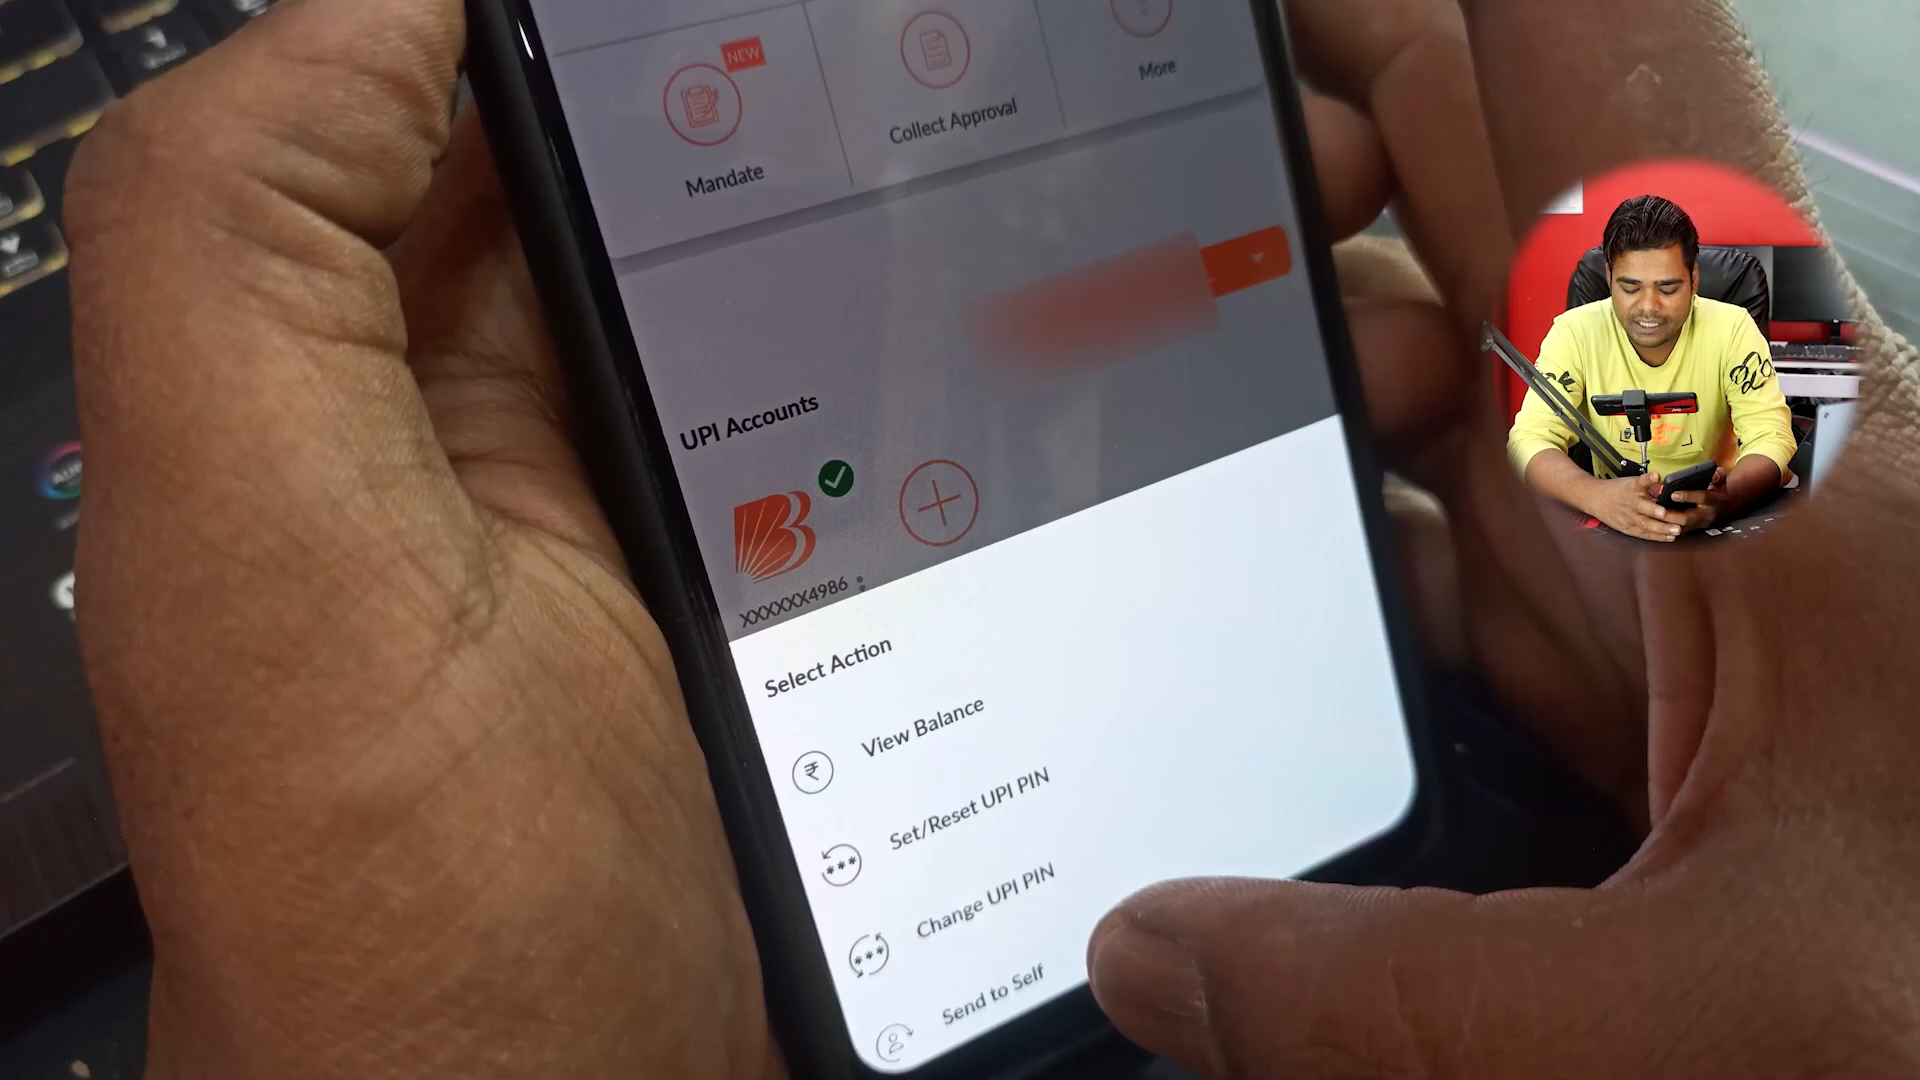 NEW
Mandate
Collect Approval
More
UPI Accounts
XXXXXX4986
Select Action
View Balance
Set/Reset UPI PIN
Change UPI PIN
Send to Self